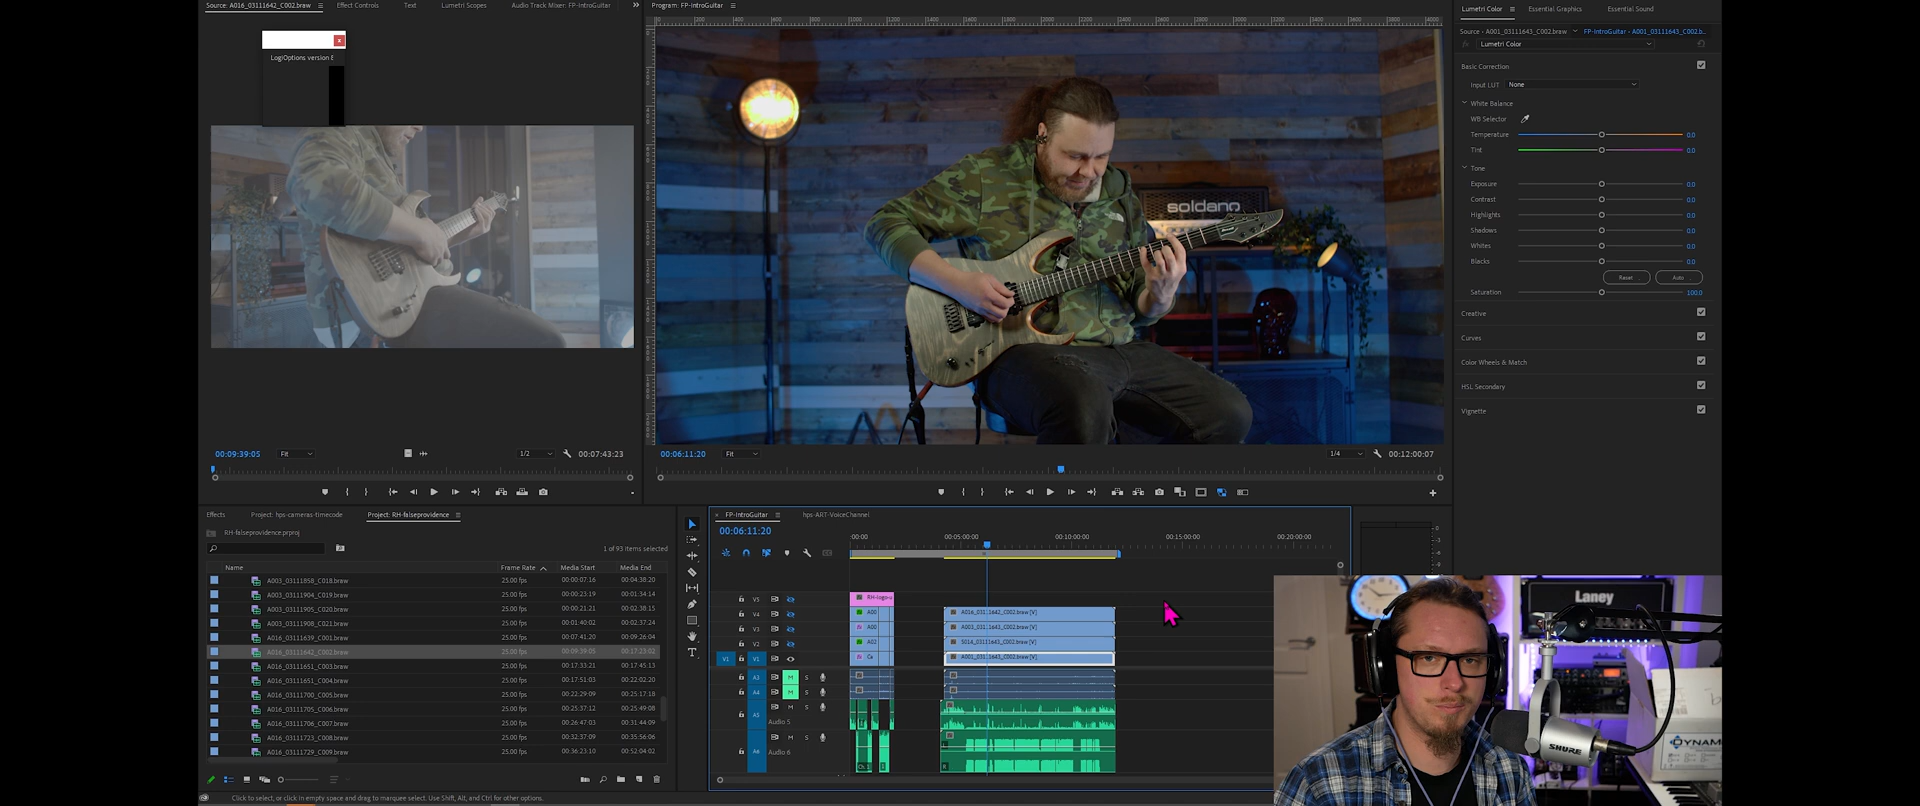 Source: A016_03111642_C002.braw
Effect Controls
Text
Lumetri Scopes
Audio Track Mixer: FP-IntroGuitar
Program: FP-IntroGuitar
Lumetri Color
Essential Graphics
Essential Sound
LogiOptions version
Source - A001_03111643_C002.braw
FP-IntroGuitar - A001_03111643_C002.b...
Lumetri Color
Basic Correction
Input LUT
None
White Balance
WB Selector
Temperature
0.0
Tint
0.0
Tone
Exposure
0.0
Contrast
0.0
Highlights
0.0
Shadows
0.0
Whites
0.0
Blacks
0.0
Reset
Auto
Saturation
100.0
Creative
Curves
Color Wheels & Match
HSL Secondary
Vignette
soldano
00:09:39:05
Fit
1/2
00:07:43:23
00:06:11:20
Fit
1/4
00:12:00:07
Effects
Project: hps-cameras-timecode
Project: RH-falseprovidence
RH-falseprovidence.prproj
1 of 93 items selected
Name
Frame Rate
Media Start
Media End
A003_03111858_C018.braw 25.00 fps 00:00:07:16 00:04:38:20
A003_03111904_C019.braw 25.00 fps 00:00:23:19 00:01:34:14
A003_03111905_C020.braw 25.00 fps 00:00:21:21 00:02:38:15
A003_03111908_C021.braw 25.00 fps 00:01:40:02 00:02:37:24
A016_03111639_C001.braw 25.00 fps 00:07:41:20 00:09:26:04
A016_03111642_C002.braw 25.00 fps 00:09:39:05 00:17:23:02
A016_03111651_C003.braw 25.00 fps 00:17:33:21 00:17:45:13
A016_03111651_C004.braw 25.00 fps 00:17:51:03 00:22:02:20
A016_03111700_C005.braw 25.00 fps 00:22:29:09 00:25:17:18
A016_03111705_C006.braw 25.00 fps 00:25:37:12 00:25:49:08
A016_03111706_C007.braw 25.00 fps 00:26:47:03 00:31:44:09
A016_03111723_C008.braw 25.00 fps 00:32:37:09 00:35:56:06
A016_03111729_C009.braw 25.00 fps 00:36:23:10 00:52:04:02
FP-IntroGuitar
hps-ART-VoiceChannel
00:06:11:20
:00:00
00:05:00:00
00:10:00:00
00:15:00:00
00:20:00:00
V5
RH-logo-u
V4
A00
A016_03111642_C002.braw [V]
V3
A00
A003_03111643_C002.braw [V]
V2
A02
S014_03111643_C002.braw [V]
V1
V1
Ca
A001_03111643_C002.braw [V]
A3
M
S
A4
M
S
M
S
A5
Audio 5
M
S
A6
Audio 6
Laney
SHURE
DYNAM
Click to select, or click in empty space and drag to marquee select. Use Shift, Alt, and Ctrl for other options.